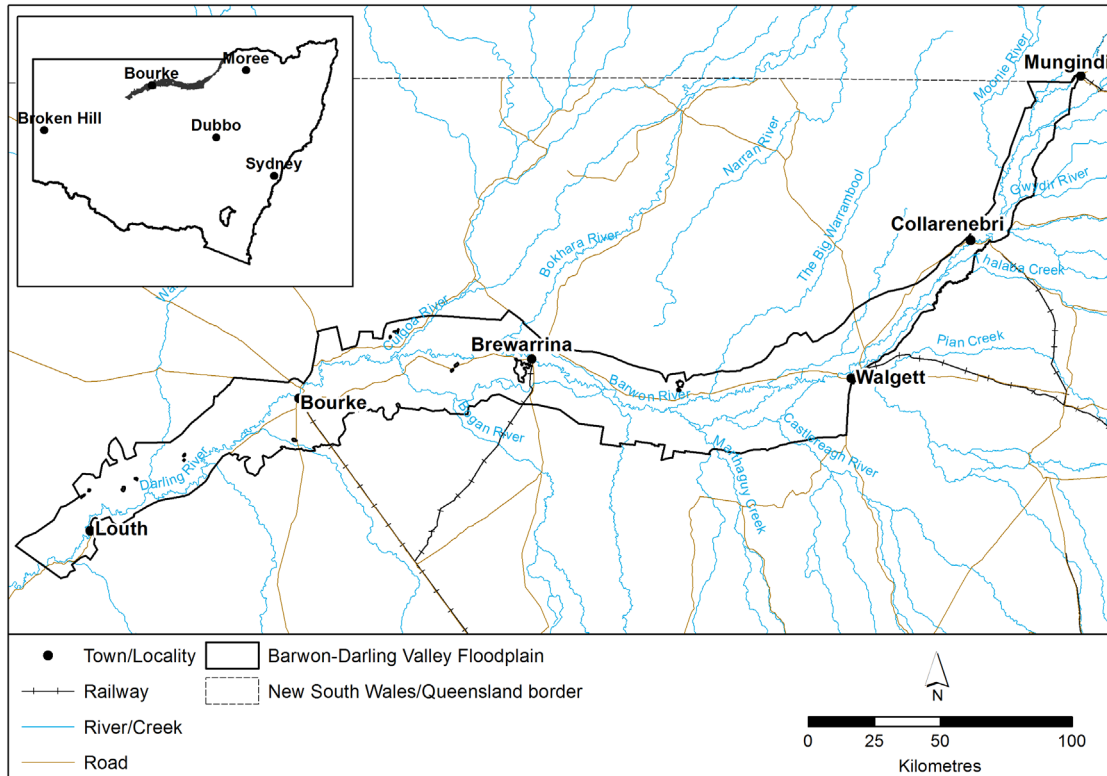 Moree
Bourke
Broken Hill
Dubbo
Sydney
Mungindi
Moonie River
Narran River
Gwydir River
The Big Warrambool
Collarenebri
Thalaba Creek
Bokhara River
Culgoa River
Brewarrina
Pian Creek
Barwon River
Walgett
Bourke
Bogan River
Castlereagh River
Marthaguy Creek
Darling River
Louth
Town/Locality
Barwon-Darling Valley Floodplain
Railway
New South Wales/Queensland border
River/Creek
Road
N
0 25 50 100
Kilometres